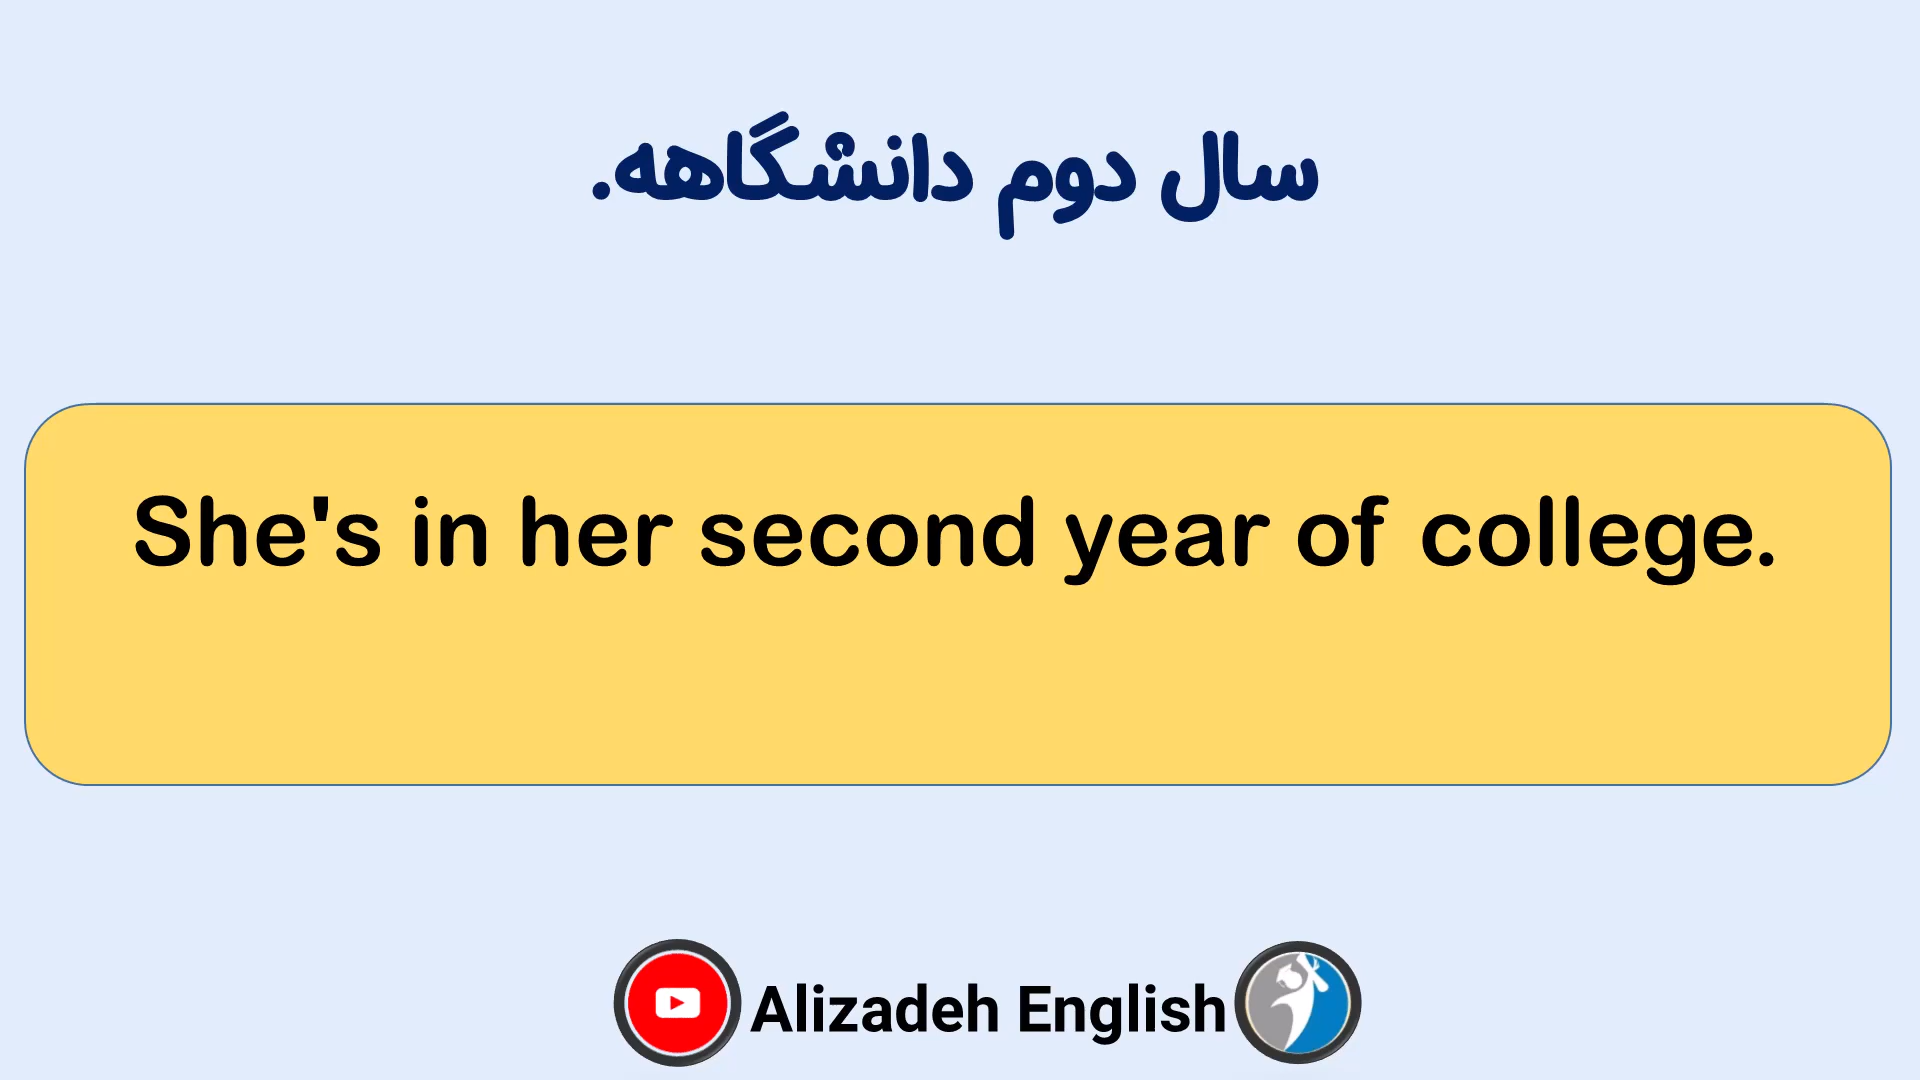 سال دوم دانشگاهه.
She's in her second year of college.
Alizadeh English